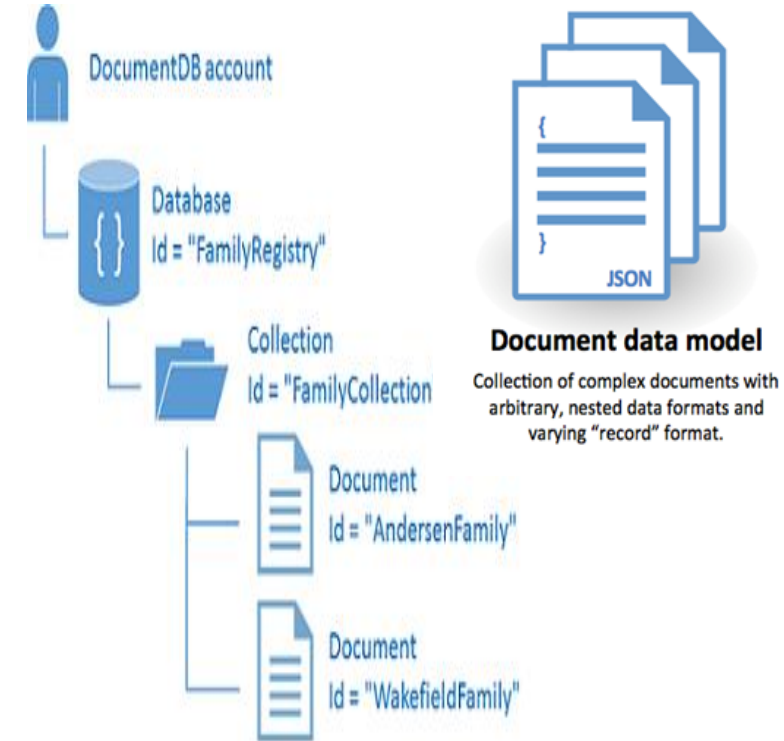 DocumentDB account
Database
Id = "FamilyRegistry"
Collection
Id = "FamilyCollection
Document
Id = "AndersenFamily"
Document
Id = "WakefieldFamily"
{
}
JSON
Document data model
Collection of complex documents with
arbitrary, nested data formats and
varying “record” format.
{}